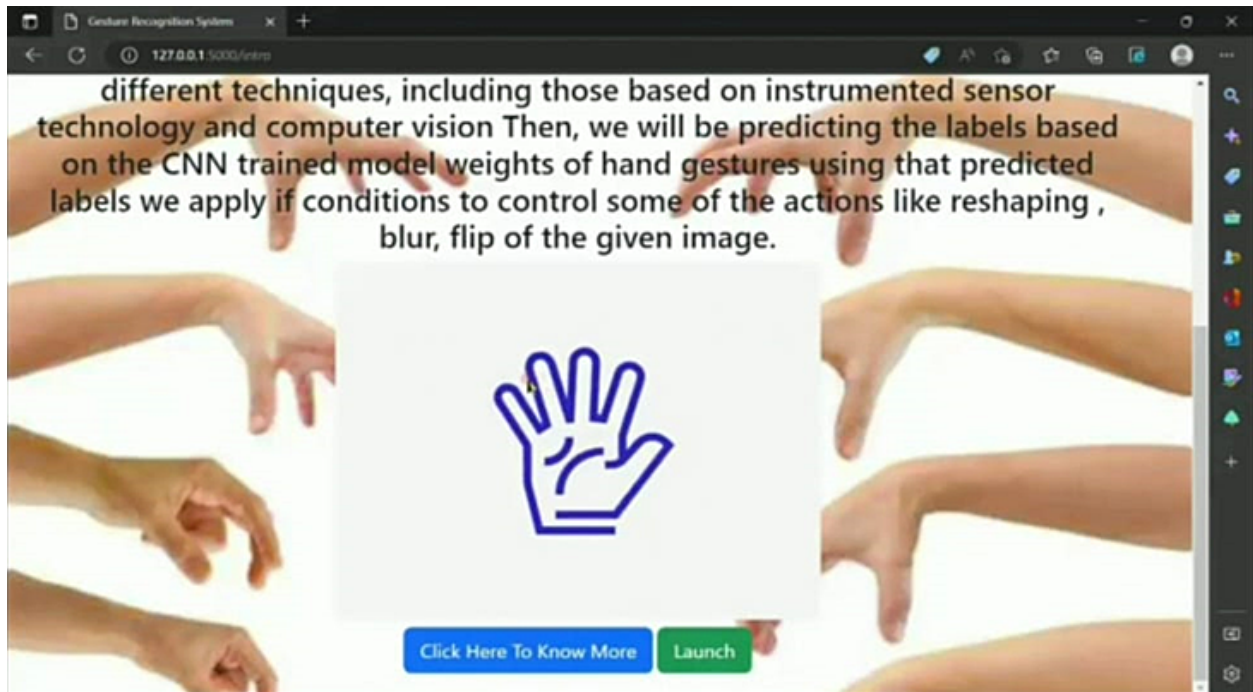 Gesture Recognition System
127.0.0.1:5000/intro
different techniques, including those based on instrumented sensor
technology and computer vision Then, we will be predicting the labels based
on the CNN trained model weights of hand gestures using that predicted
labels we apply if conditions to control some of the actions like reshaping ,
blur, flip of the given image.
Click Here To Know More
Launch